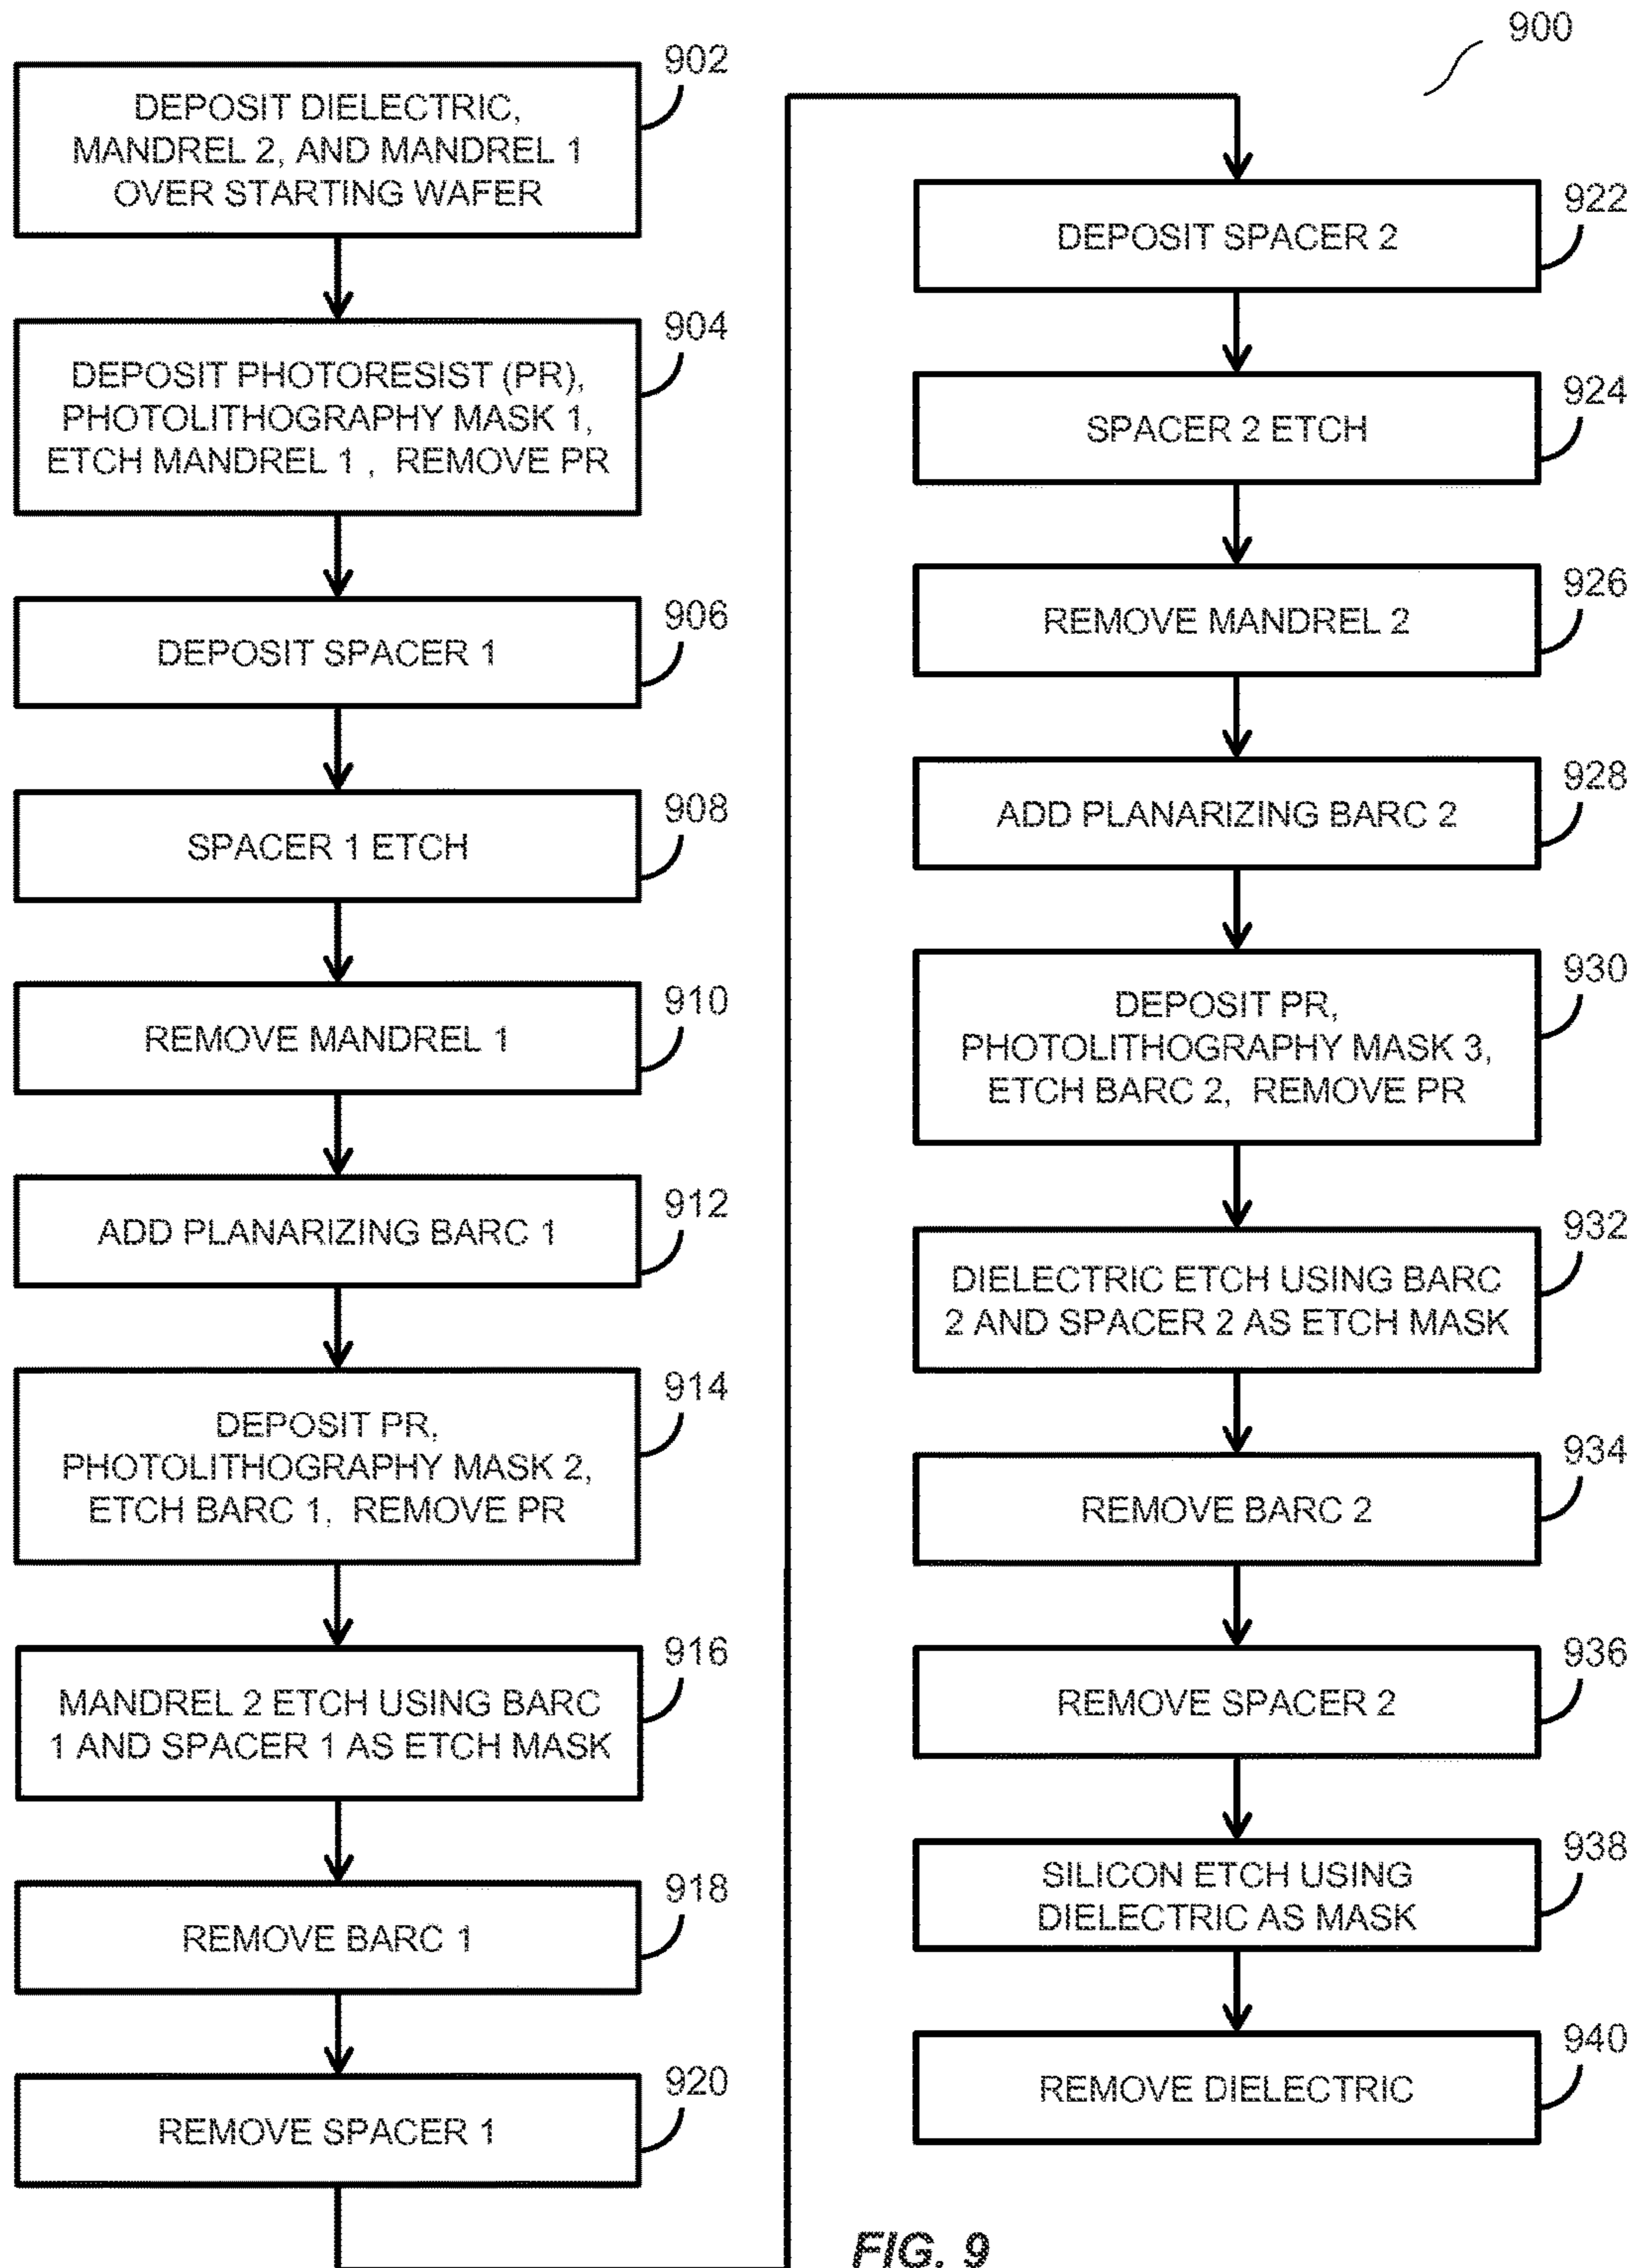 900
902
DEPOSIT DIELECTRIC,
MANDREL 2, AND MANDREL 1
OVER STARTING WAFER
904
DEPOSIT PHOTORESIST (PR),
PHOTOLITHOGRAPHY MASK 1,
ETCH MANDREL 1 , REMOVE PR
906
DEPOSIT SPACER 1
908
SPACER 1 ETCH
910
REMOVE MANDREL 1
912
ADD PLANARIZING BARC 1
914
DEPOSIT PR,
PHOTOLITHOGRAPHY MASK 2,
ETCH BARC 1, REMOVE PR
916
MANDREL 2 ETCH USING BARC
1 AND SPACER 1 AS ETCH MASK
918
REMOVE BARC 1
920
REMOVE SPACER 1
922
DEPOSIT SPACER 2
924
SPACER 2 ETCH
926
REMOVE MANDREL 2
928
ADD PLANARIZING BARC 2
930
DEPOSIT PR,
PHOTOLITHOGRAPHY MASK 3,
ETCH BARC 2, REMOVE PR
932
DIELECTRIC ETCH USING BARC
2 AND SPACER 2 AS ETCH MASK
934
REMOVE BARC 2
936
REMOVE SPACER 2
938
SILICON ETCH USING
DIELECTRIC AS MASK
940
REMOVE DIELECTRIC
FIG. 9